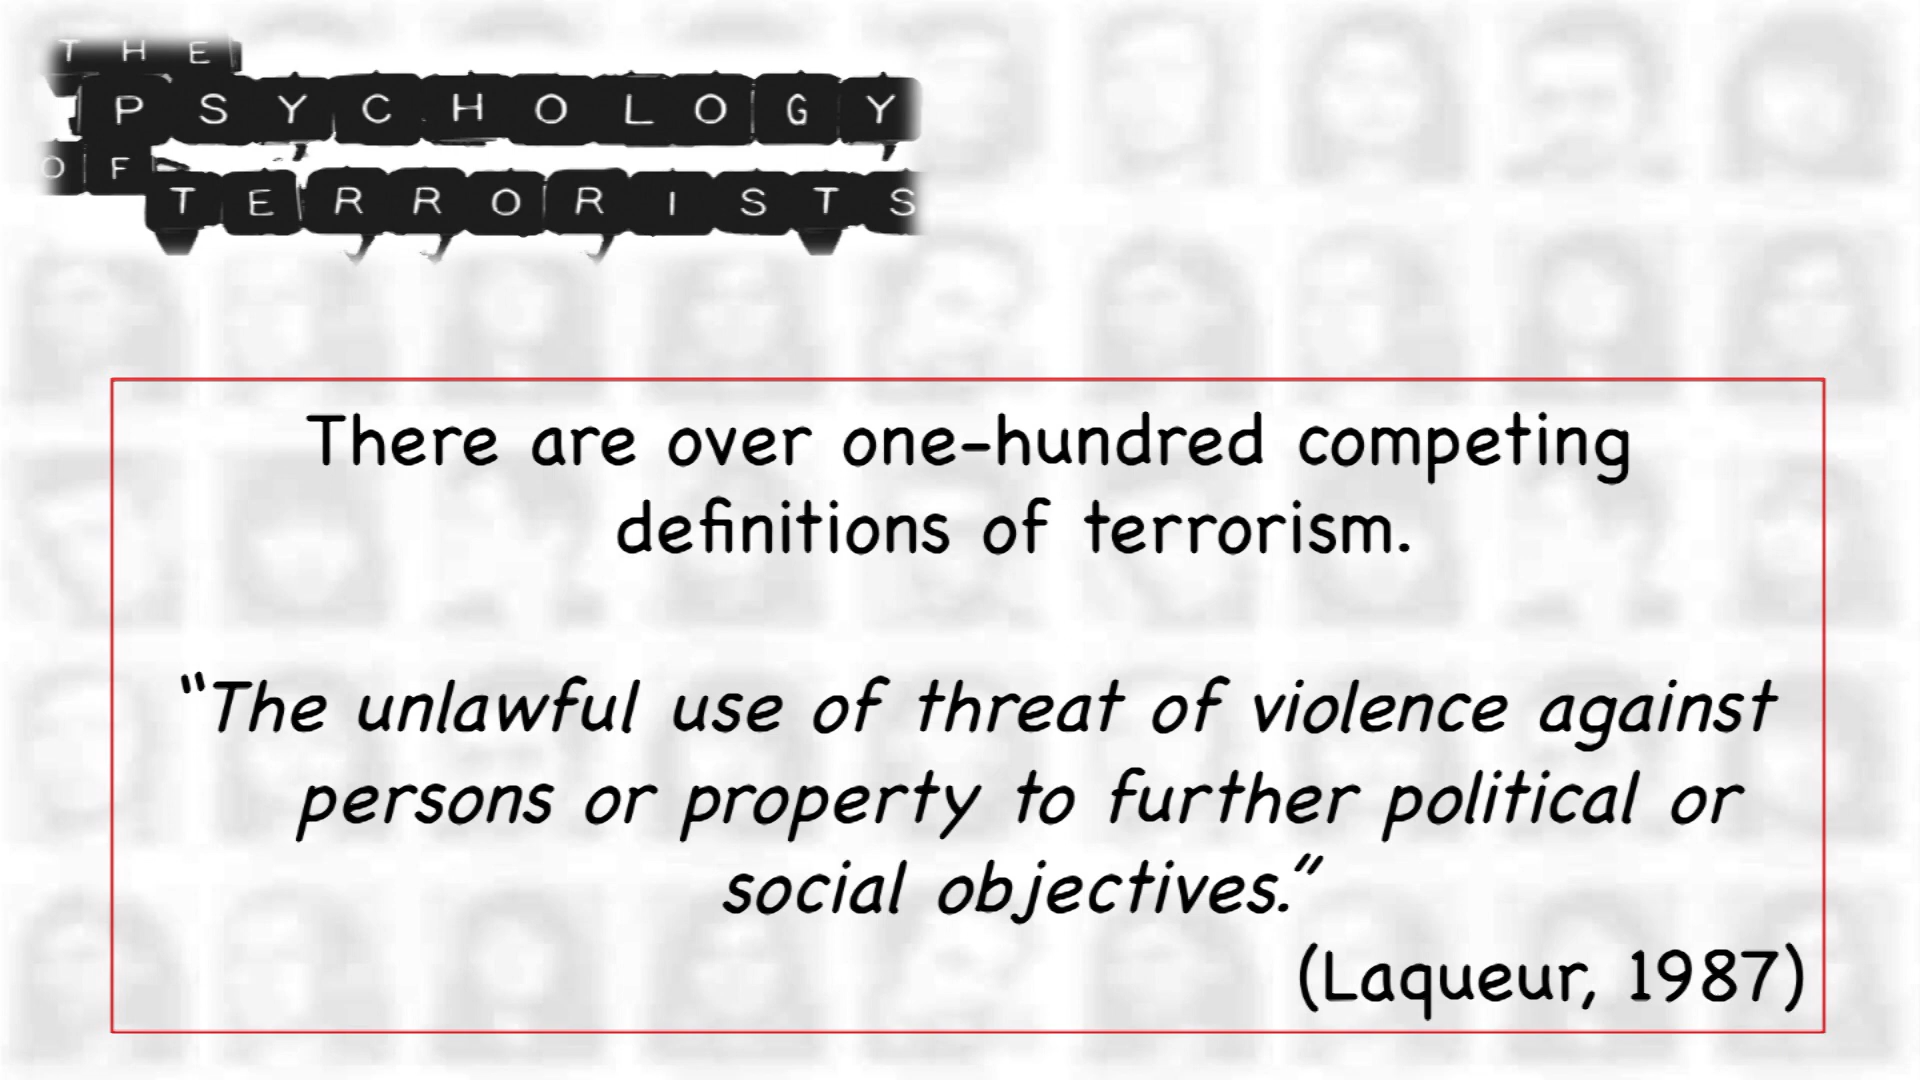 THE
PSYCHOLOGY
OF
TERRORISTS
There are over one-hundred competing
definitions of terrorism.
“The unlawful use of threat of violence against
persons or property to further political or
social objectives.”
(Laqueur, 1987)